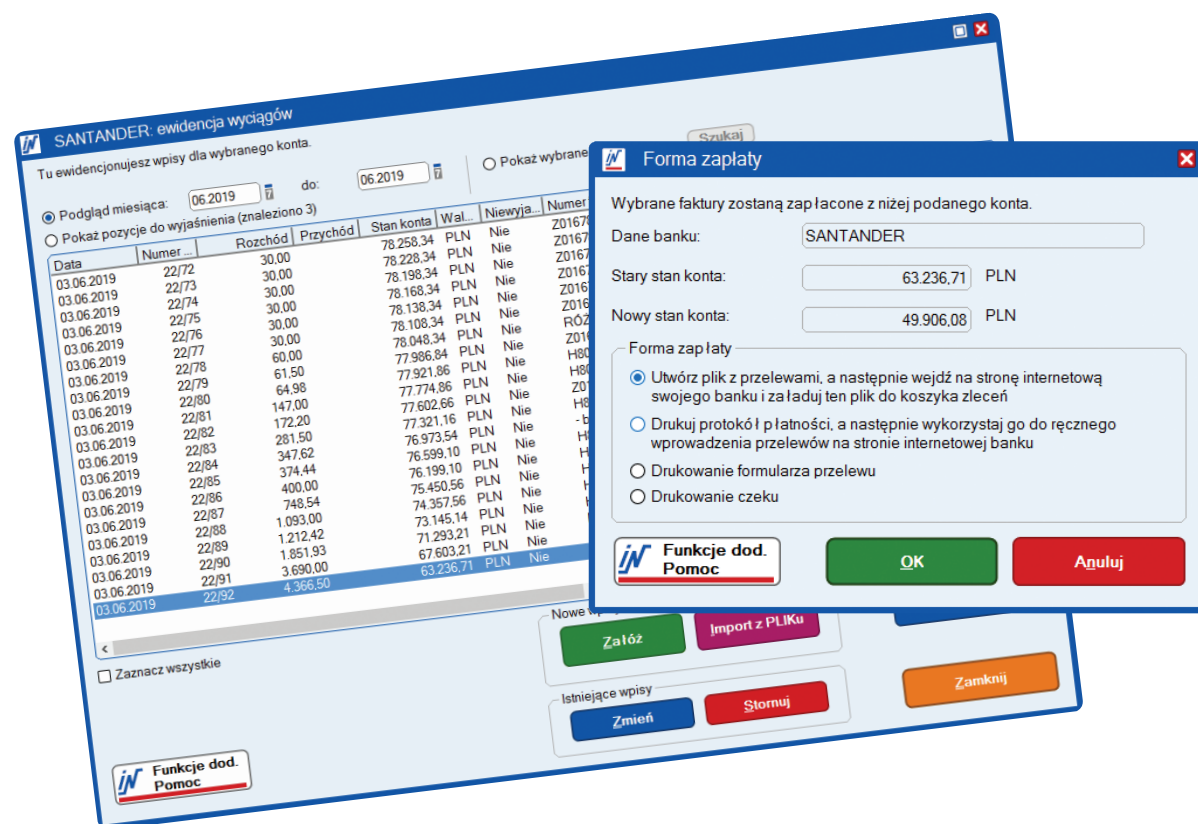 SANTANDER: ewidencja wyciągów
Tu ewidencjonujesz wpisy dla wybranego konta.
Szukaj
Podgląd miesiąca: 06.2019 do: 06.2019
Pokaż wybrane
Pokaż pozycje do wyjaśnienia (znaleziono 3)
Data Numer ... Rozchód Przychód Stan konta Wal... Niewyja... Numer
03.06.2019 22/72 30,00 78.258,34 PLN Nie
03.06.2019 22/73 30,00 78.228,34 PLN Nie
03.06.2019 22/74 30,00 78.198,34 PLN Nie
03.06.2019 22/75 30,00 78.168,34 PLN Nie
03.06.2019 22/76 30,00 78.138,34 PLN Nie
03.06.2019 22/77 30,00 78.108,34 PLN Nie
03.06.2019 22/78 60,00 78.048,34 PLN Nie
03.06.2019 22/79 61,50 77.986,84 PLN Nie
03.06.2019 22/80 64,98 77.921,86 PLN Nie
03.06.2019 22/81 147,00 77.774,86 PLN Nie
03.06.2019 22/82 172,20 77.602,66 PLN Nie
03.06.2019 22/83 281,50 77.321,16 PLN Nie
03.06.2019 22/84 347,62 76.973,54 PLN Nie
03.06.2019 22/85 374,44 76.599,10 PLN Nie
03.06.2019 22/86 400,00 76.199,10 PLN Nie
03.06.2019 22/87 748,54 75.450,56 PLN Nie
03.06.2019 22/88 1.093,00 74.357,56 PLN Nie
03.06.2019 22/89 1.212,42 73.145,14 PLN Nie
03.06.2019 22/90 1.851,93 71.293,21 PLN Nie
03.06.2019 22/91 3.690,00 67.603,21 PLN Nie
03.06.2019 22/92 4.366,50 63.236,71 PLN Nie
Zaznacz wszystkie
Nowe
Załóż
Import z PLIKu
Istniejące wpisy
Zmień
Stornuj
Zamknij
Funkcje dod.
Pomoc
Forma zapłaty
Wybrane faktury zostaną zapłacone z niżej podanego konta.
Dane banku: SANTANDER
Stary stan konta: 63.236,71 PLN
Nowy stan konta: 49.906,08 PLN
Forma zapłaty
Utwórz plik z przelewami, a następnie wejdź na stronę internetową
swojego banku i załaduj ten plik do koszyka zleceń
Drukuj protokół płatności, a następnie wykorzystaj go do ręcznego
wprowadzenia przelewów na stronie internetowej banku
Drukowanie formularza przelewu
Drukowanie czeku
Funkcje dod.
Pomoc
OK
Anuluj